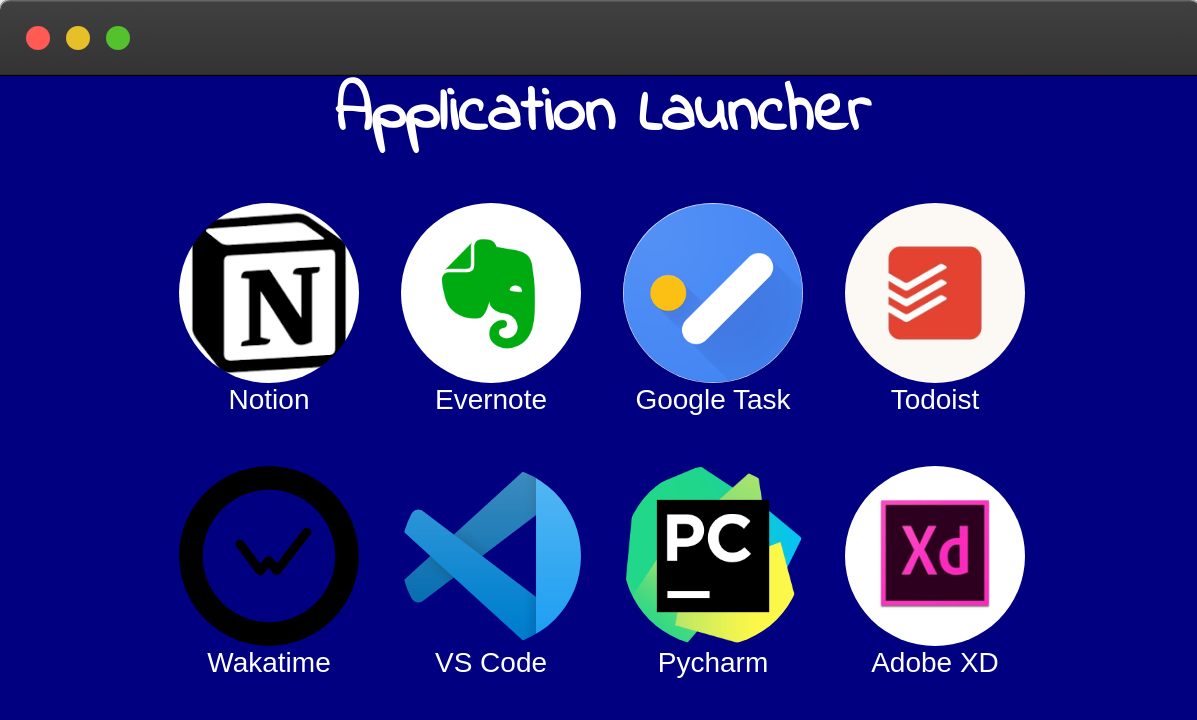 Application Launcher
N
Notion Evernote Google Task Todoist
PC Xd
Wakatime VS Code Pycharm Adobe XD